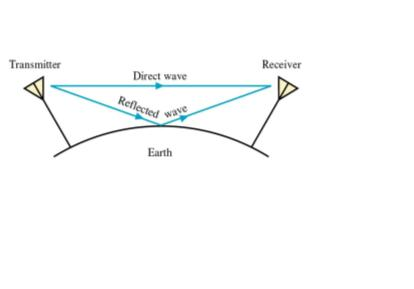 Transmitter
Receiver
Direct wave
Reflected wave
Earth